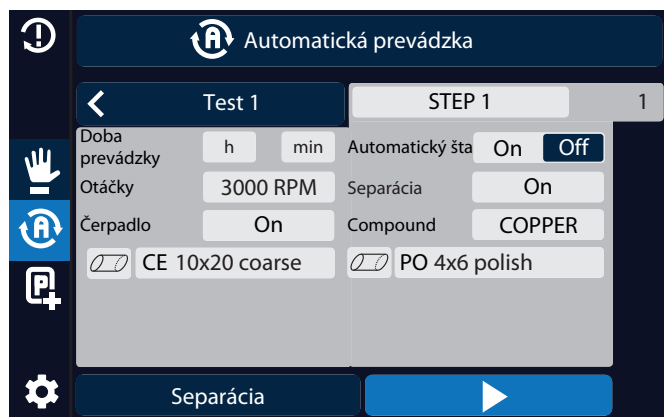 Automatická prevádzka
Test 1
STEP 1
1
Doba
prevádzky
h
min
Automatický šta
On
Off
Otáčky
3000 RPM
Separácia
On
Čerpadlo
On
Compound
COPPER
CE 10x20 coarse
PO 4x6 polish
Separácia